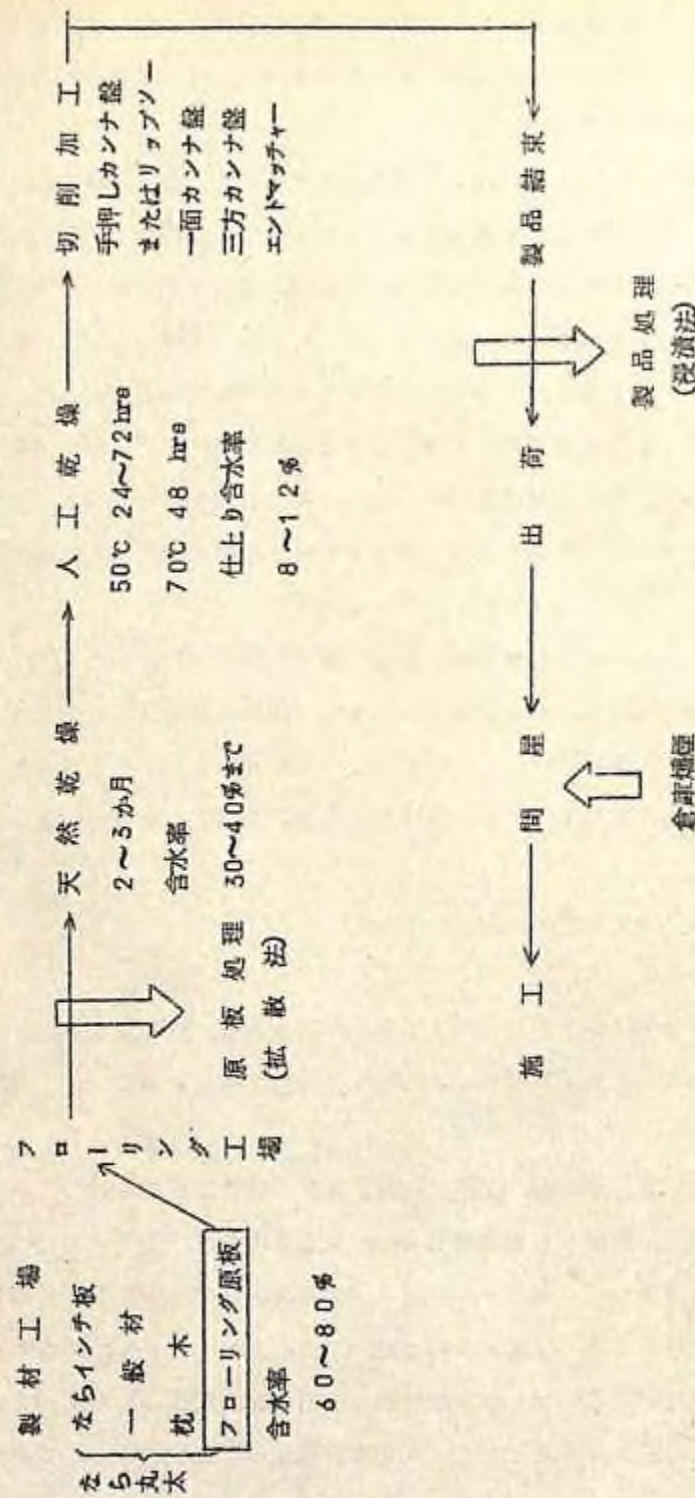 製材工場
なら丸太
ならインチ板
一般材
枕木
フローリング原板
含水率
60～80%
フローリング工場
原板処理
(拡散法)
天然乾燥
2～3か月
含水率
30～40%まで
人工乾燥
50℃ 24～72hrs
70℃ 48 hrs
仕上り含水率
8～12%
切削加工
手押しカンナ盤
またはリップソー
一面カンナ盤
三方カンナ盤
エンドマッチャー
製品結束
製品処理
(浸漬法)
出荷
問屋
倉庫燻煙
施工